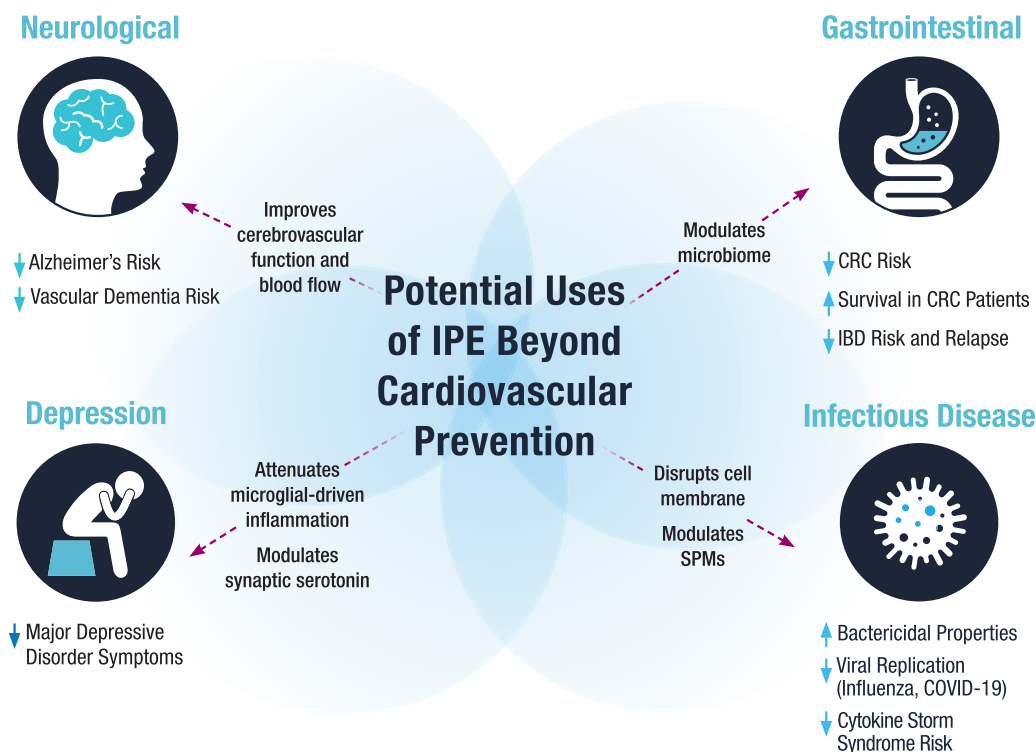 Neurological
Gastrointestinal
Improves
cerebrovascular
function and
blood flow
Modulates
microbiome
Alzheimer's Risk
Vascular Dementia Risk
CRC Risk
Survival in CRC Patients
IBD Risk and Relapse
Potential Uses
of IPE Beyond
Cardiovascular
Prevention
Depression
Infectious Disease
Attenuates
microglial-driven
inflammation
Modulates
synaptic serotonin
Disrupts cell
membrane
Modulates
SPMs
Major Depressive
Disorder Symptoms
Bactericidal Properties
Viral Replication
(Influenza, COVID-19)
Cytokine Storm
Syndrome Risk